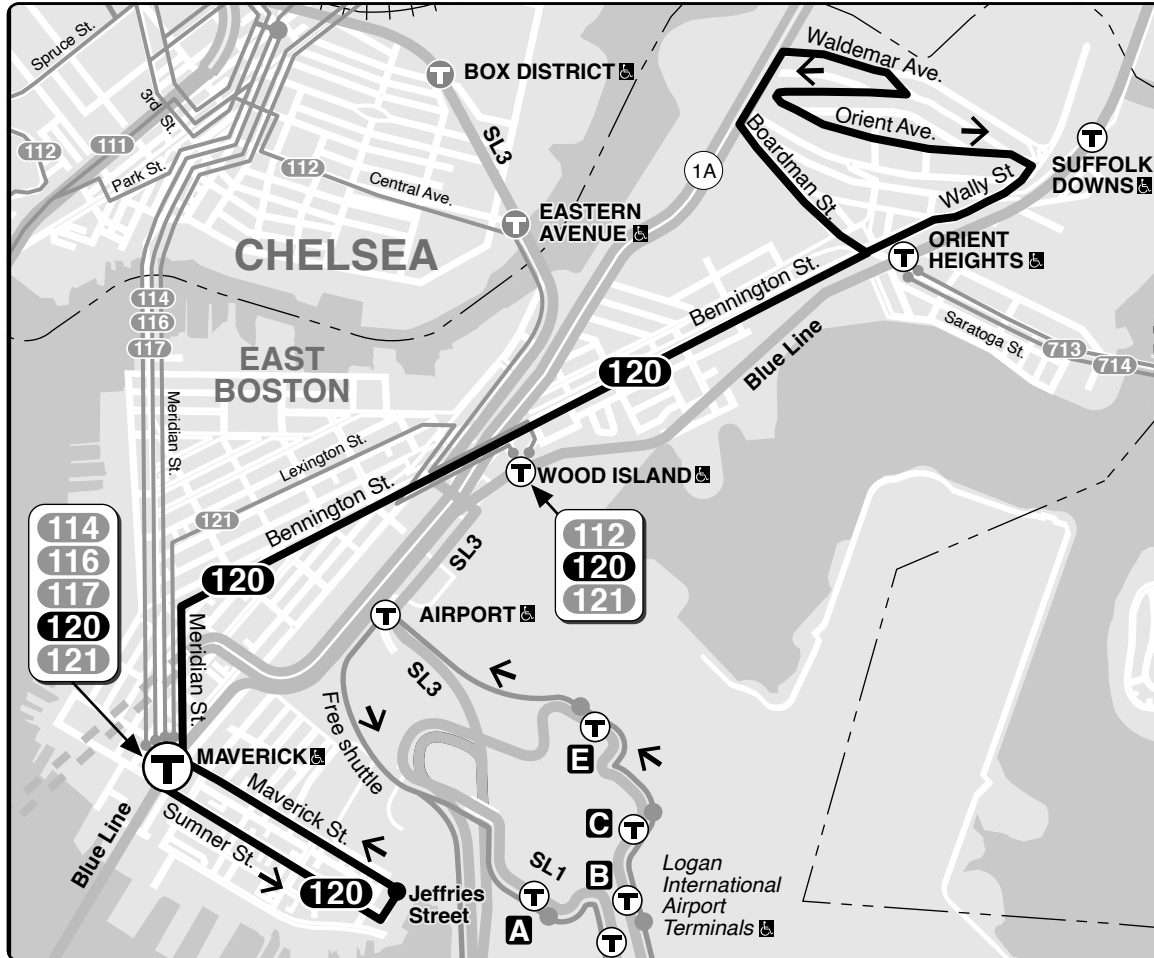 Spruce St.
3rd St.
112
111
Park St.
112
Central Ave.
BOX DISTRICT
SL3
EASTERN
AVENUE
1A
Waldemar Ave.
Orient Ave.
Boardman St.
Wally St
SUFFOLK
DOWNS
ORIENT
HEIGHTS
CHELSEA
114
116
117
EAST
BOSTON
Meridian St.
Bennington St.
120
Blue Line
Saratoga St.
713
714
Lexington St.
121
Bennington St.
WOOD ISLAND
112
120
121
SL3
114
116
117
120
121
120
Meridian St.
AIRPORT
SL3
Free shuttle
MAVERICK
Maverick St.
Sumner St.
Blue Line
120
Jeffries
Street
E
C
B
SL1
A
Logan
International
Airport
Terminals
T
T
T
T
T
T
T
T
T
T
T
T
T